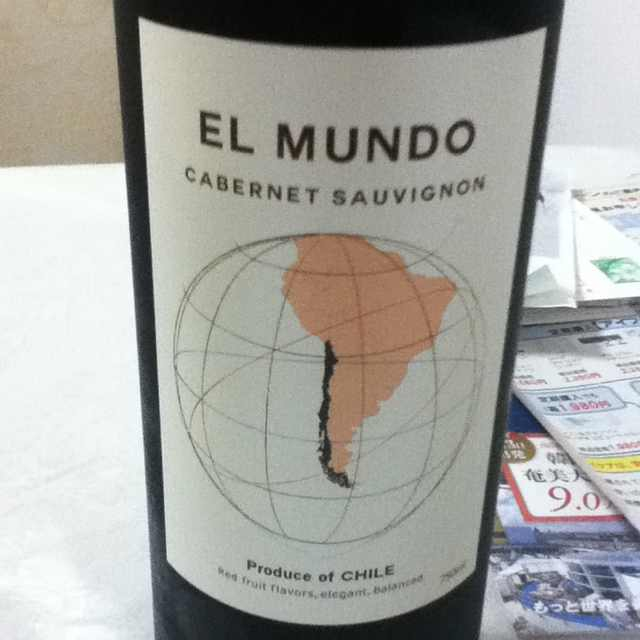 EL MUNDO
CABERNET SAUVIGNON
Produce of CHILE
Red fruit flavors, elegant, balanced 750ml
奄美大
9.0
もっと世界を